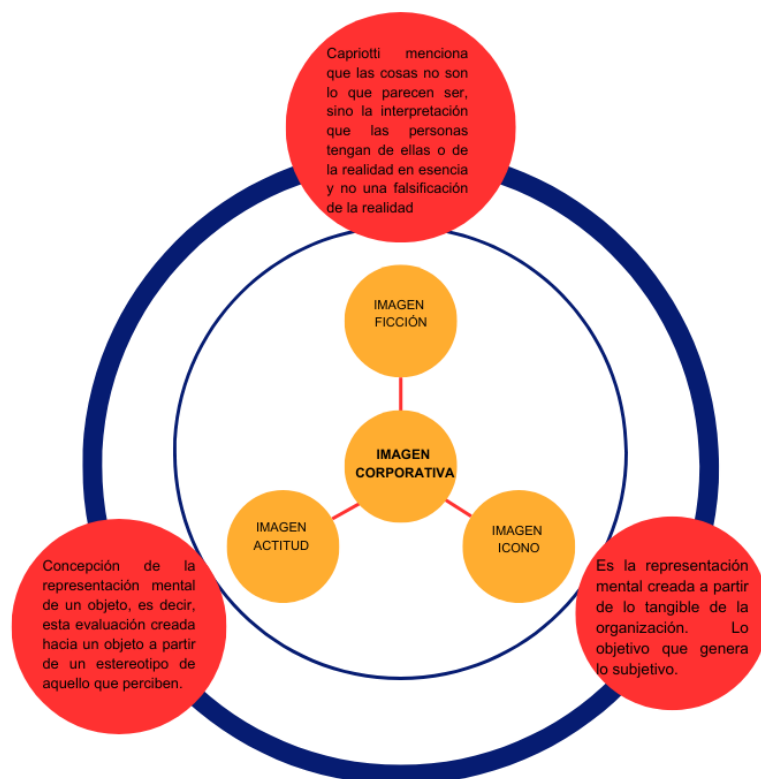 Capriotti menciona
que las cosas no son
lo que parecen ser,
sino la interpretación
que las personas
tengan de ellas o de
la realidad en esencia
y no una falsificación
de la realidad
IMAGEN
FICCIÓN
IMAGEN
CORPORATIVA
IMAGEN
ACTITUD
IMAGEN
ICONO
Concepción de la
representación mental
de un objeto, es decir,
esta evaluación creada
hacia un objeto a partir
de un estereotipo de
aquello que perciben.
Es la representación
mental creada a partir
de lo tangible de la
organización. Lo
objetivo que genera
lo subjetivo.